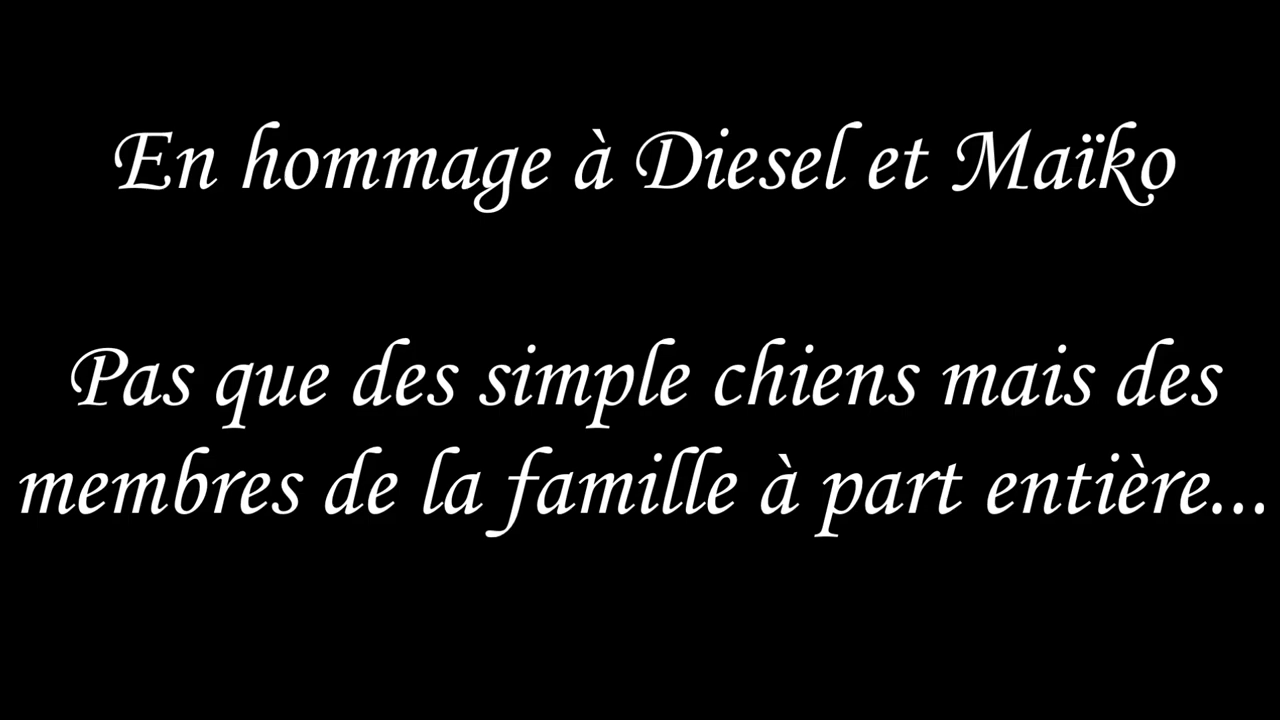 En hommage à Diesel et Maïko
Pas que des simple chiens mais des
membres de la famille à part entière...